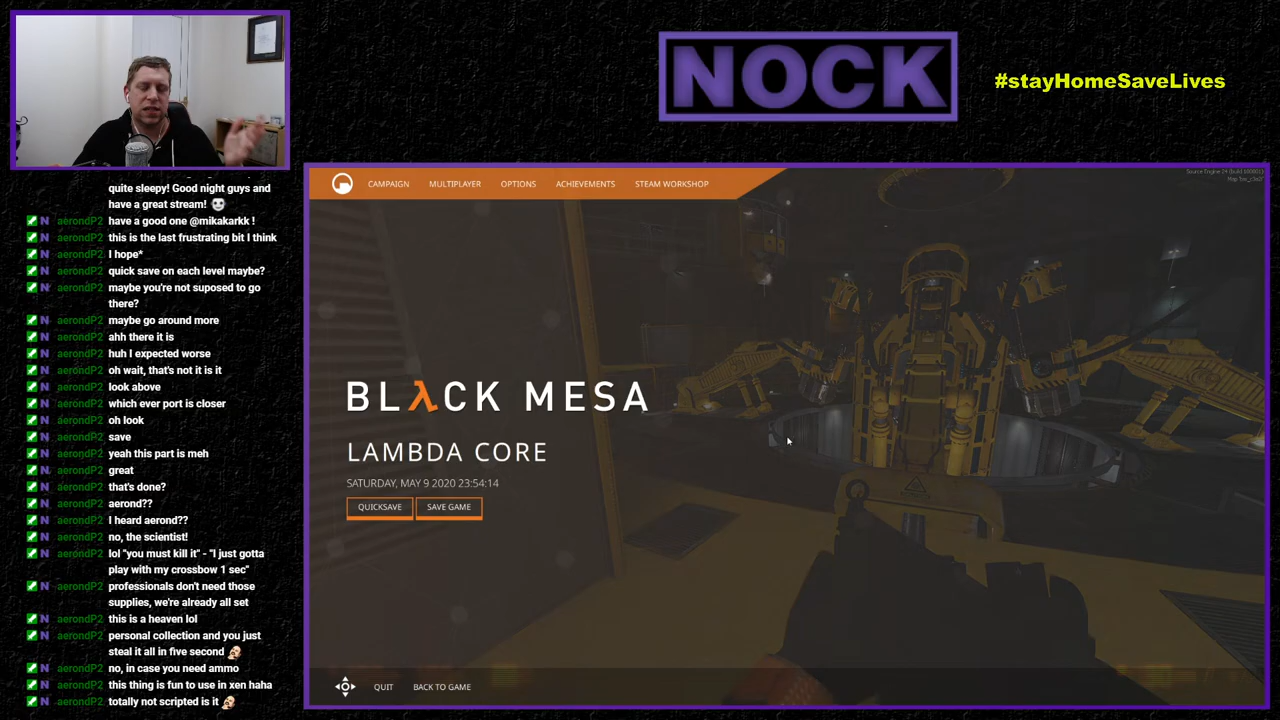 NOCK
#stayHomeSaveLives
quite sleepy! Good night guys and
have a great stream!
aerondP2 have a good one @mikakarkk !
aerondP2 this is the last frustrating bit I think
aerondP2 I hope*
aerondP2 quick save on each level maybe?
aerondP2 maybe you're not suposed to go
there?
aerondP2 maybe go around more
aerondP2 ahh there it is
aerondP2 huh I expected worse
aerondP2 oh wait, that's not it is it
aerondP2 look above
aerondP2 which ever port is closer
aerondP2 oh look
aerondP2 save
aerondP2 yeah this part is meh
aerondP2 great
aerondP2 that's done?
aerondP2 aerond??
aerondP2 I heard aerond??
aerondP2 no, the scientist!
aerondP2 lol "you must kill it" - "I just gotta
play with my crossbow 1 sec"
aerondP2 professionals don't need those
supplies, we're already all set
aerondP2 this is a heaven lol
aerondP2 personal collection and you just
steal it all in five second
aerondP2 no, in case you need ammo
aerondP2 this thing is fun to use in xen haha
aerondP2 totally not scripted is it
CAMPAIGN MULTIPLAYER OPTIONS ACHIEVEMENTS STEAM WORKSHOP
BLλCK MESA
LAMBDA CORE
SATURDAY, MAY 9 2020 23:54:14
QUICKSAVE SAVE GAME
QUIT BACK TO GAME